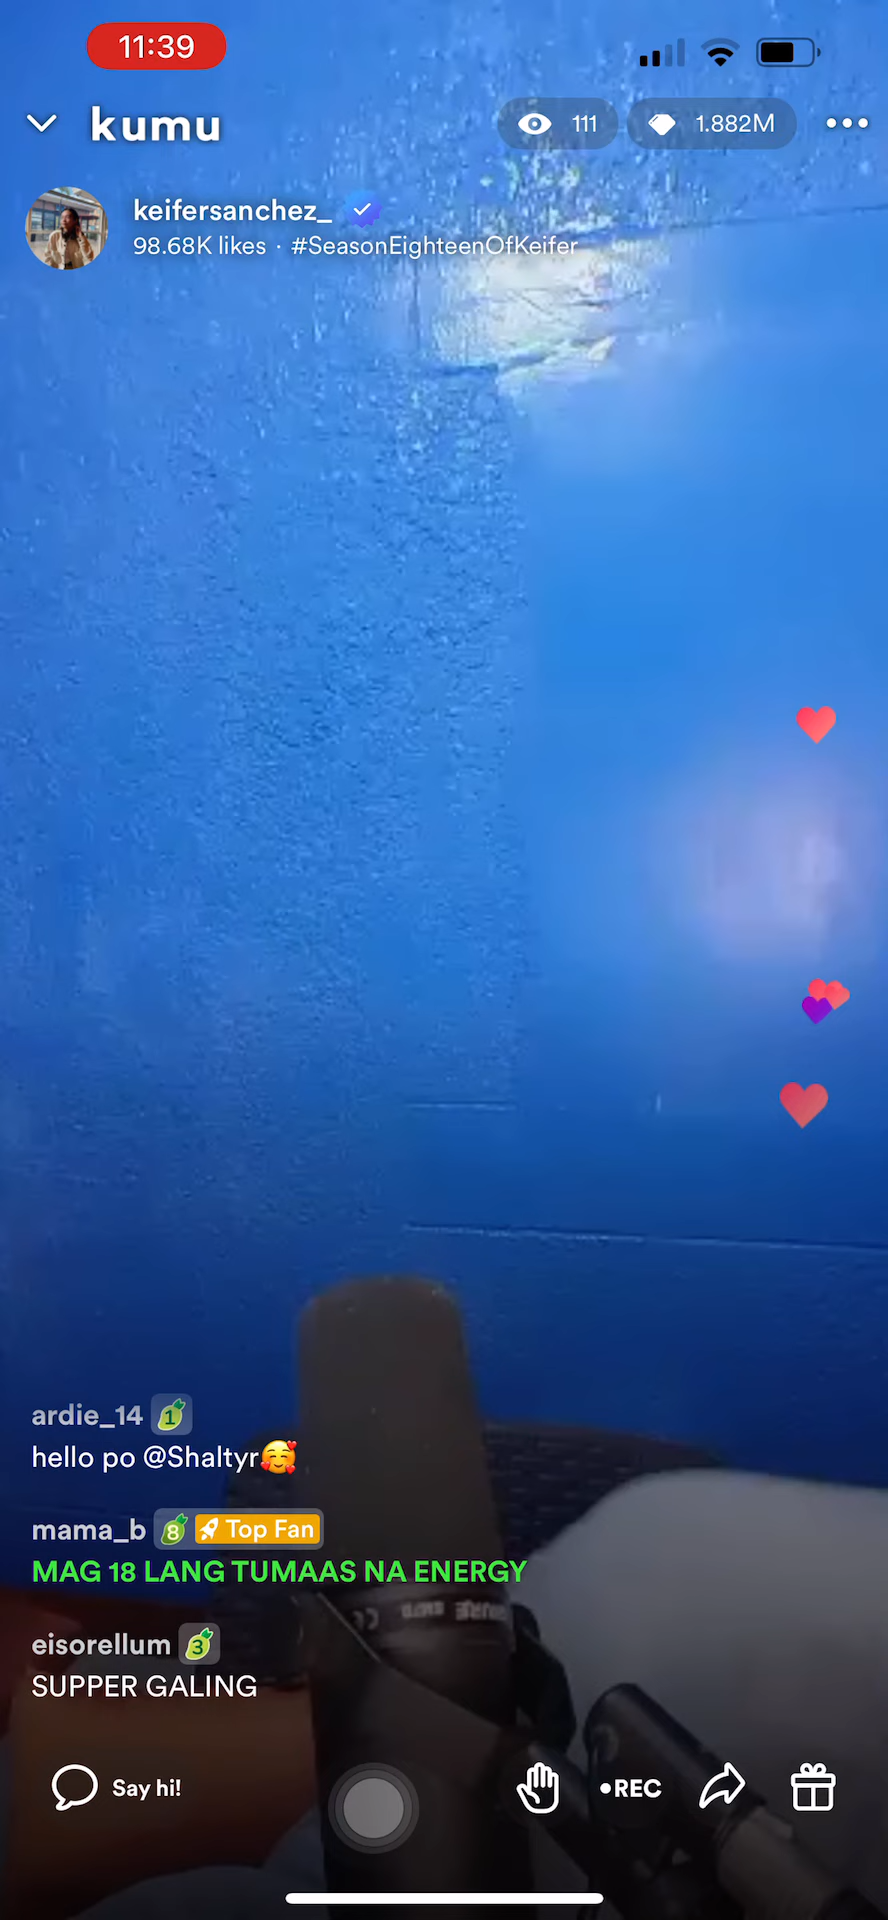 11:39
kumu
111
1.882M
keifersanchez_
98.68K likes · #SeasonEighteenOfKeifer
ardie_14 1
hello po @Shaltyr🥰
mama_b 8 Top Fan
MAG 18 LANG TUMAAS NA ENERGY
eisorellum 3
SUPPER GALING
Say hi!
•REC